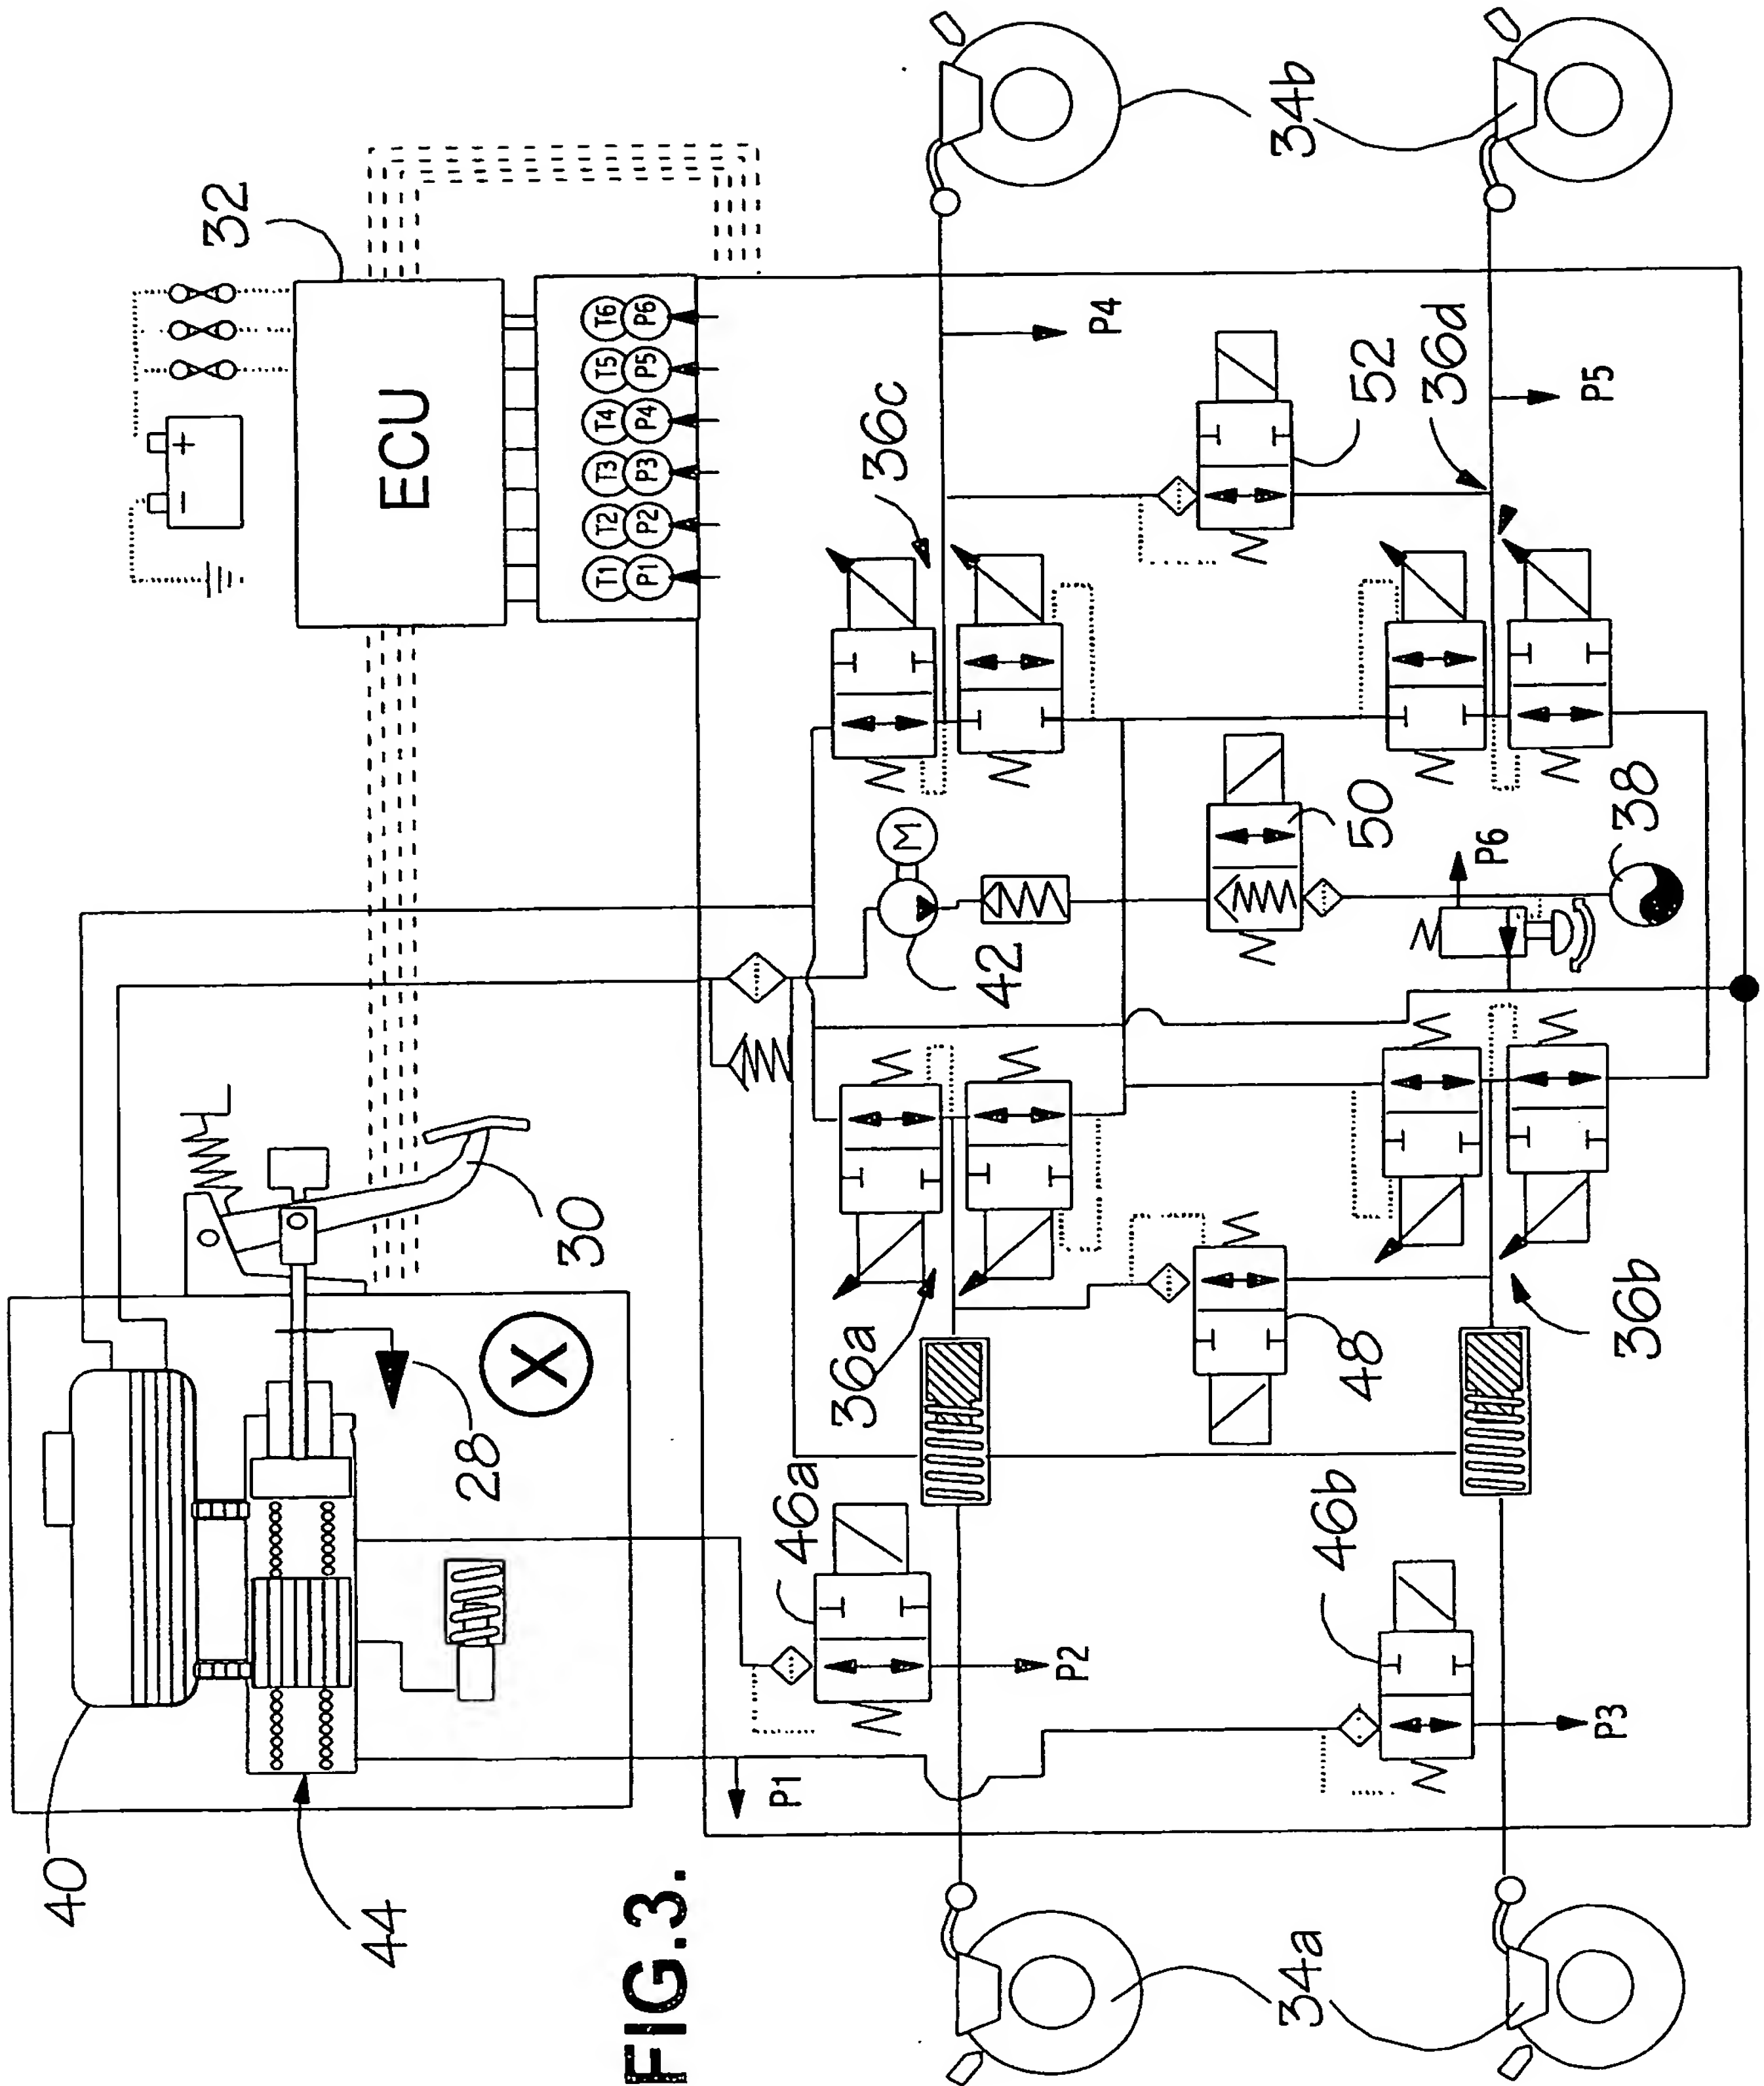 FIG.3.
ECU
32
T1 T2 T3 T4 T5 T6
P1 P2 P3 P4 P5 P6
+
-
40
44
28
X
30
P1
46a
P2
46b
P3
36a
36b
48
42
M
50
P6
38
36c
36d
52
P4
P5
34a
34b